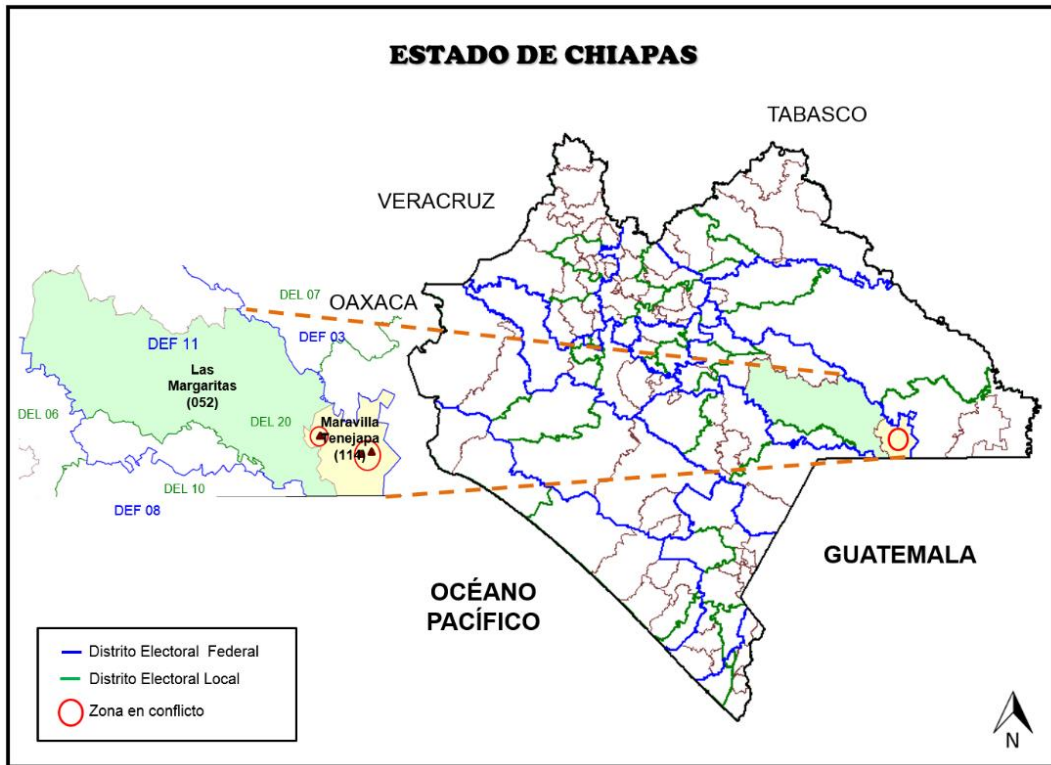 ESTADO DE CHIAPAS
TABASCO
VERACRUZ
OAXACA
DEL 07
DEF 11
DEF 03
Las
Margaritas
(052)
DEL 06
DEL 20
Maravilla
Tenejapa
(114)
DEL 10
DEF 08
GUATEMALA
OCÉANO
PACÍFICO
Distrito Electoral Federal
Distrito Electoral Local
Zona en conflicto
N